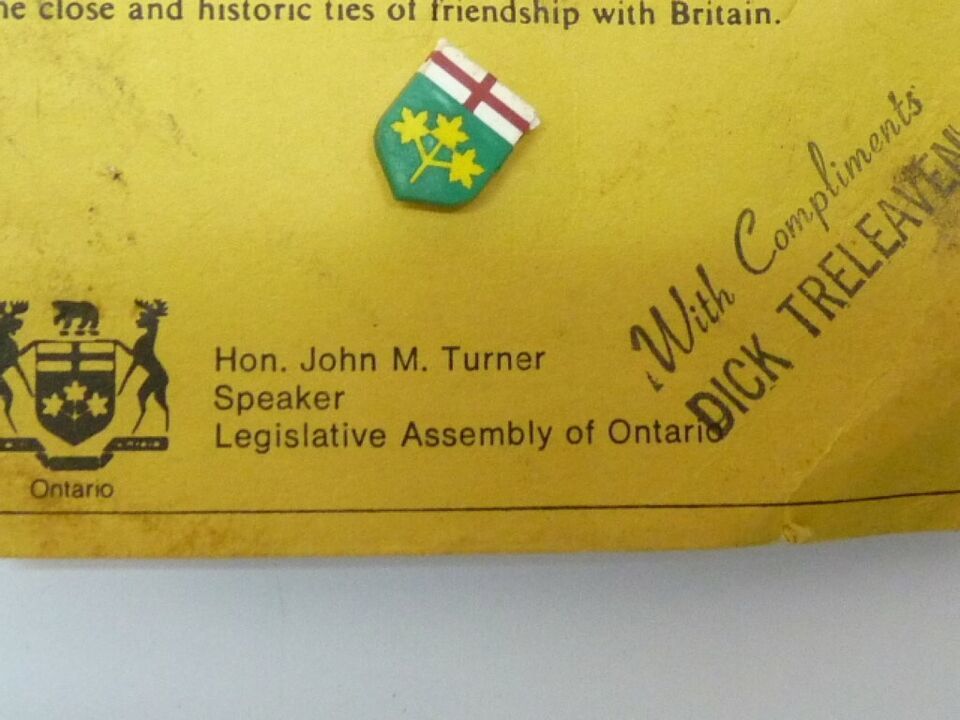 he close and historic ties of friendship with Britain.
With Compliments
DICK TRELEAVEN
Hon. John M. Turner
Speaker
Legislative Assembly of Ontario
Ontario